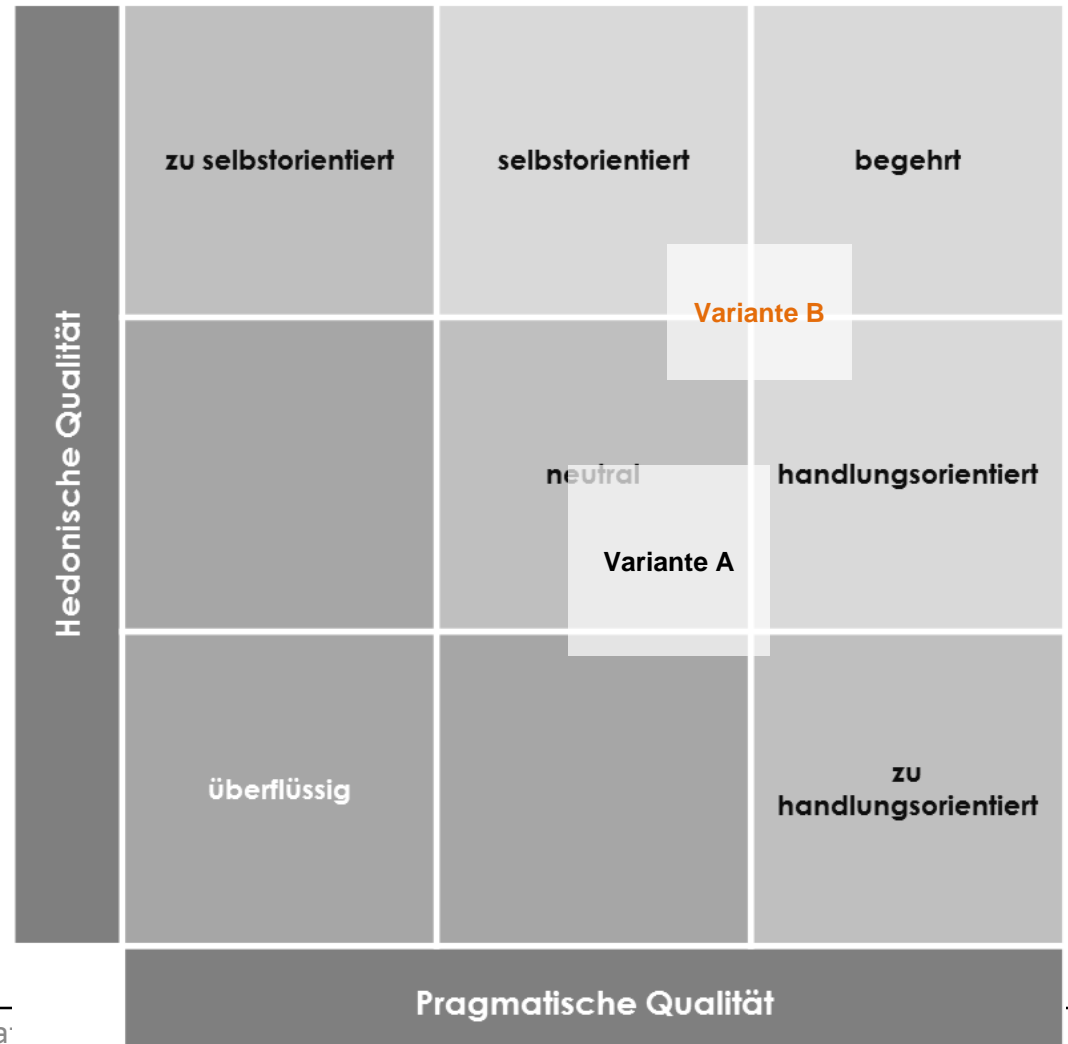 zu selbstorientiert
selbstorientiert
begehrt
Variante B
Hedonische Qualität
neutral
handlungsorientiert
Variante A
überflüssig
zu
handlungsorientiert
Pragmatische Qualität